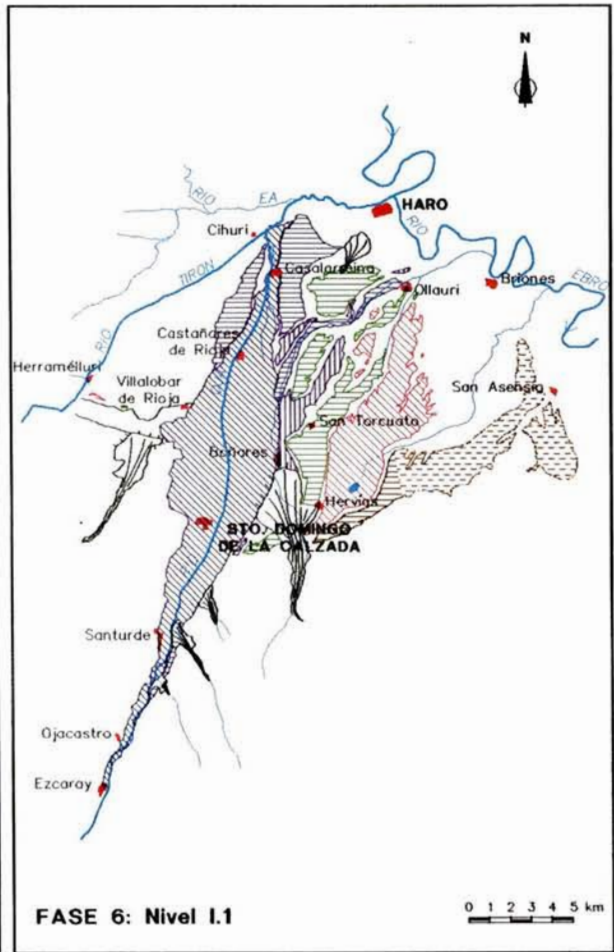 N
RIO
EA
HARO
Cihuri
RIO
TIRON
Casalarreina
Ollauri
Briones
EBRO
RIO
Castañares
de Rioja
Herramélluri
Villalobar
de Rioja
San Asensio
San Torcuato
Bañares
Hervias
STO. DOMINGO
DE LA CALZADA
Santurde
Ojacastro
Ezcaray
FASE 6: Nivel I.1
0 1 2 3 4 5 km